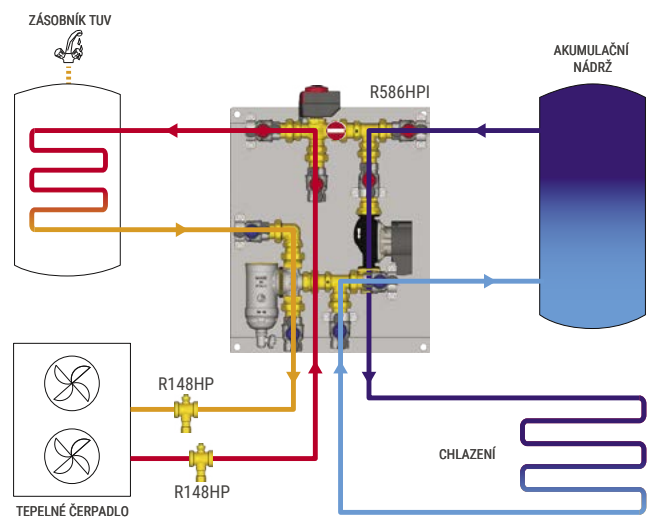 ZÁSOBNÍK TUV
AKUMULAČNÍ
NÁDRŽ
R586HPI
R148HP
CHLAZENÍ
R148HP
TEPELNÉ ČERPADLO